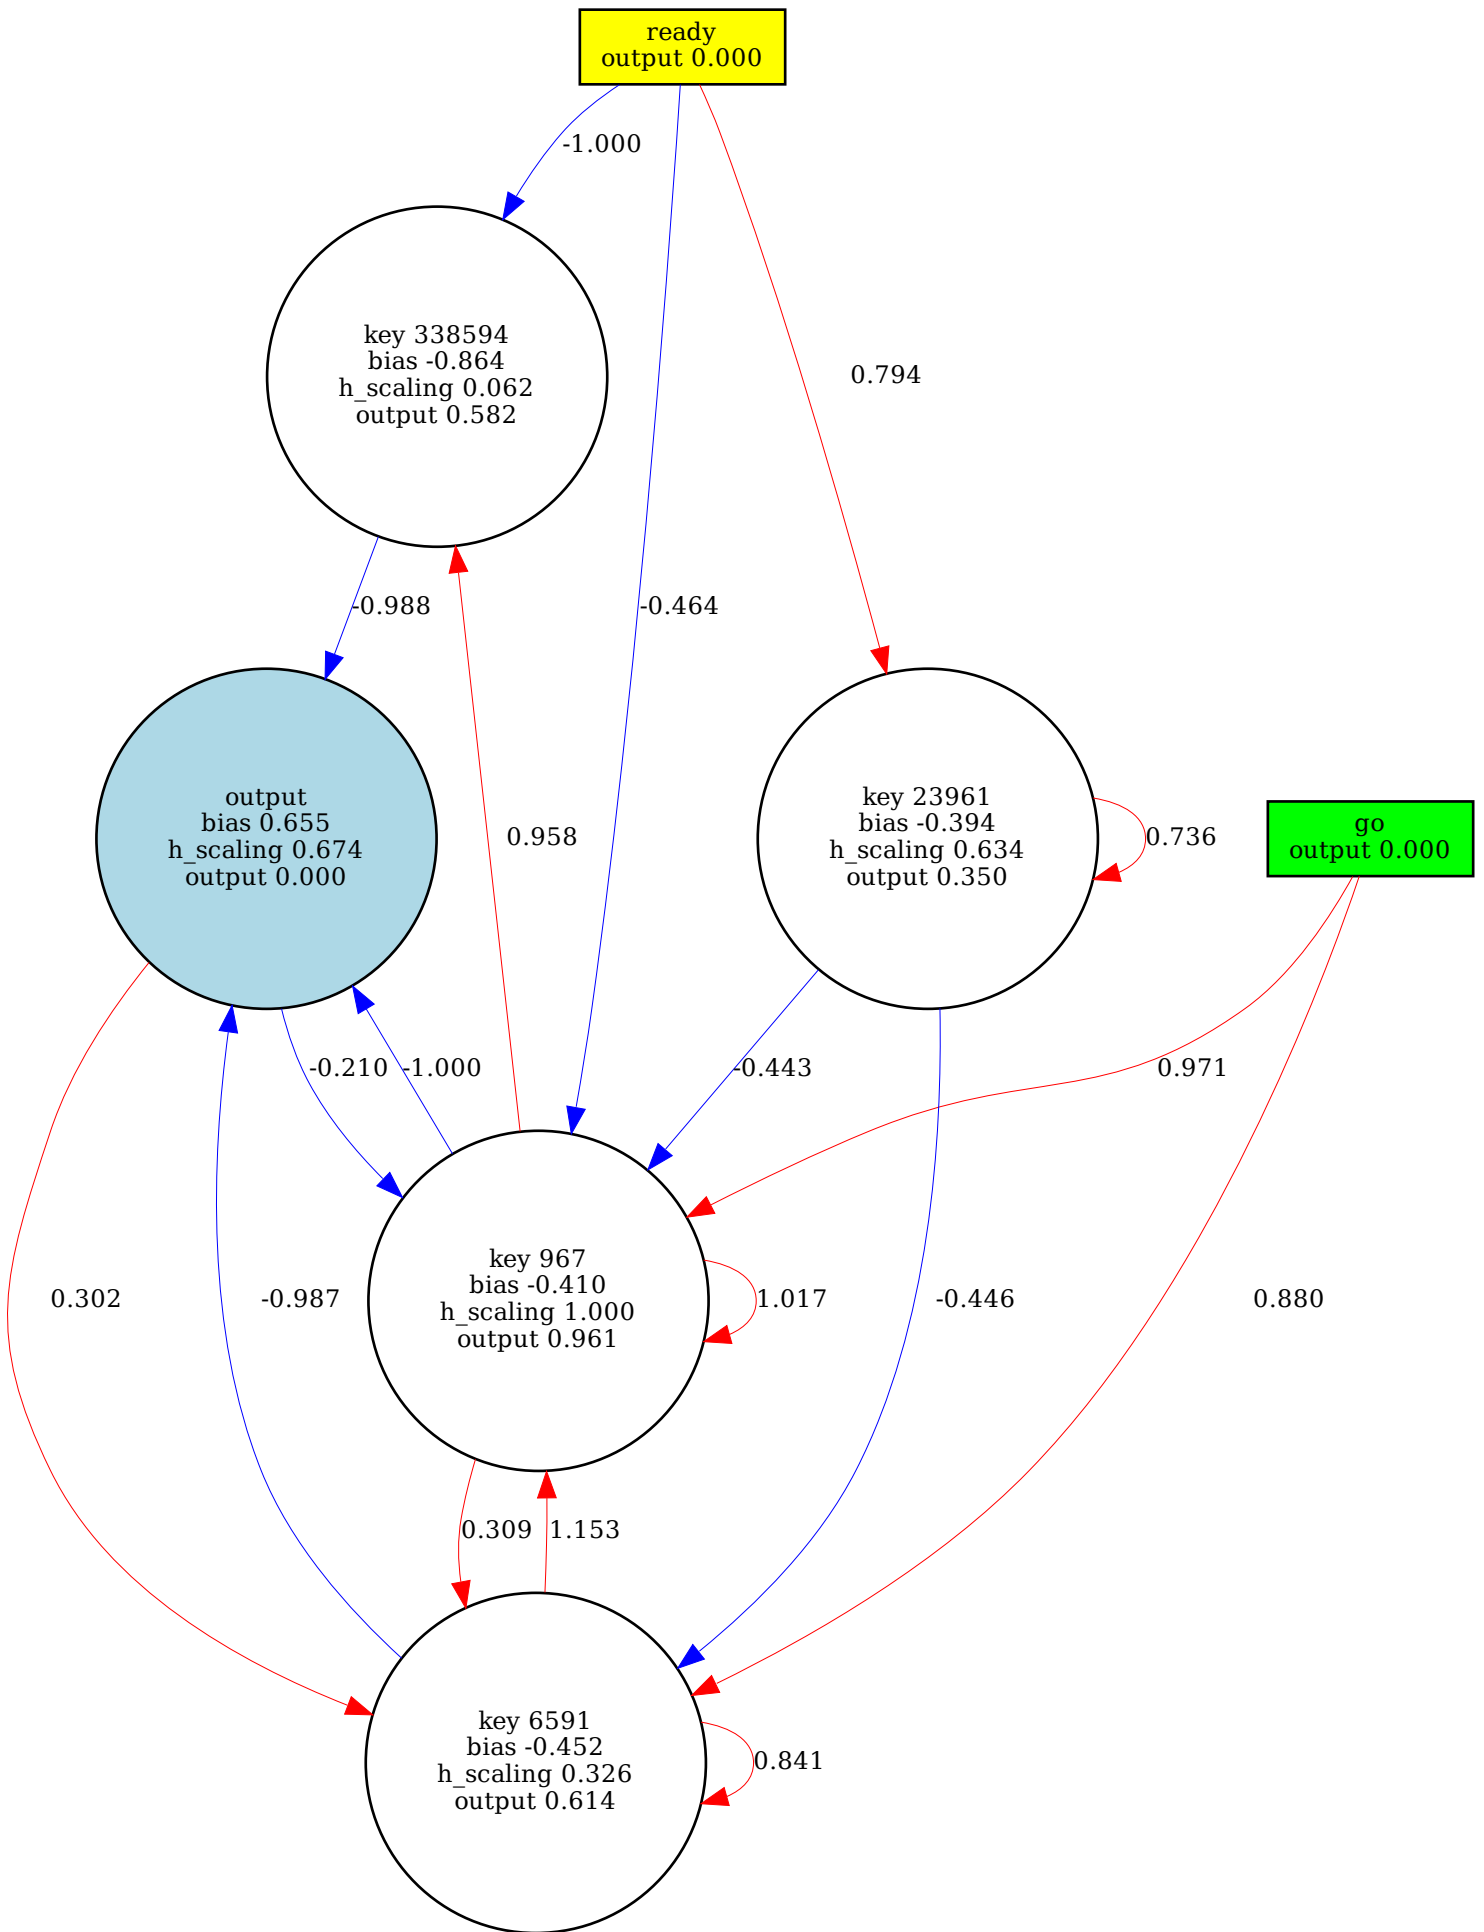 ready
output 0.000
-1.000
key 338594
bias -0.864
h_scaling 0.062
output 0.582
0.794
-0.988
-0.464
output
bias 0.655
h_scaling 0.674
output 0.000
0.958
key 23961
bias -0.394
h_scaling 0.634
output 0.350
0.736
go
output 0.000
-0.210
-1.000
-0.443
0.971
0.302
-0.987
key 967
bias -0.410
h_scaling 1.000
output 0.961
1.017
-0.446
0.880
0.309
1.153
key 6591
bias -0.452
h_scaling 0.326
output 0.614
0.841